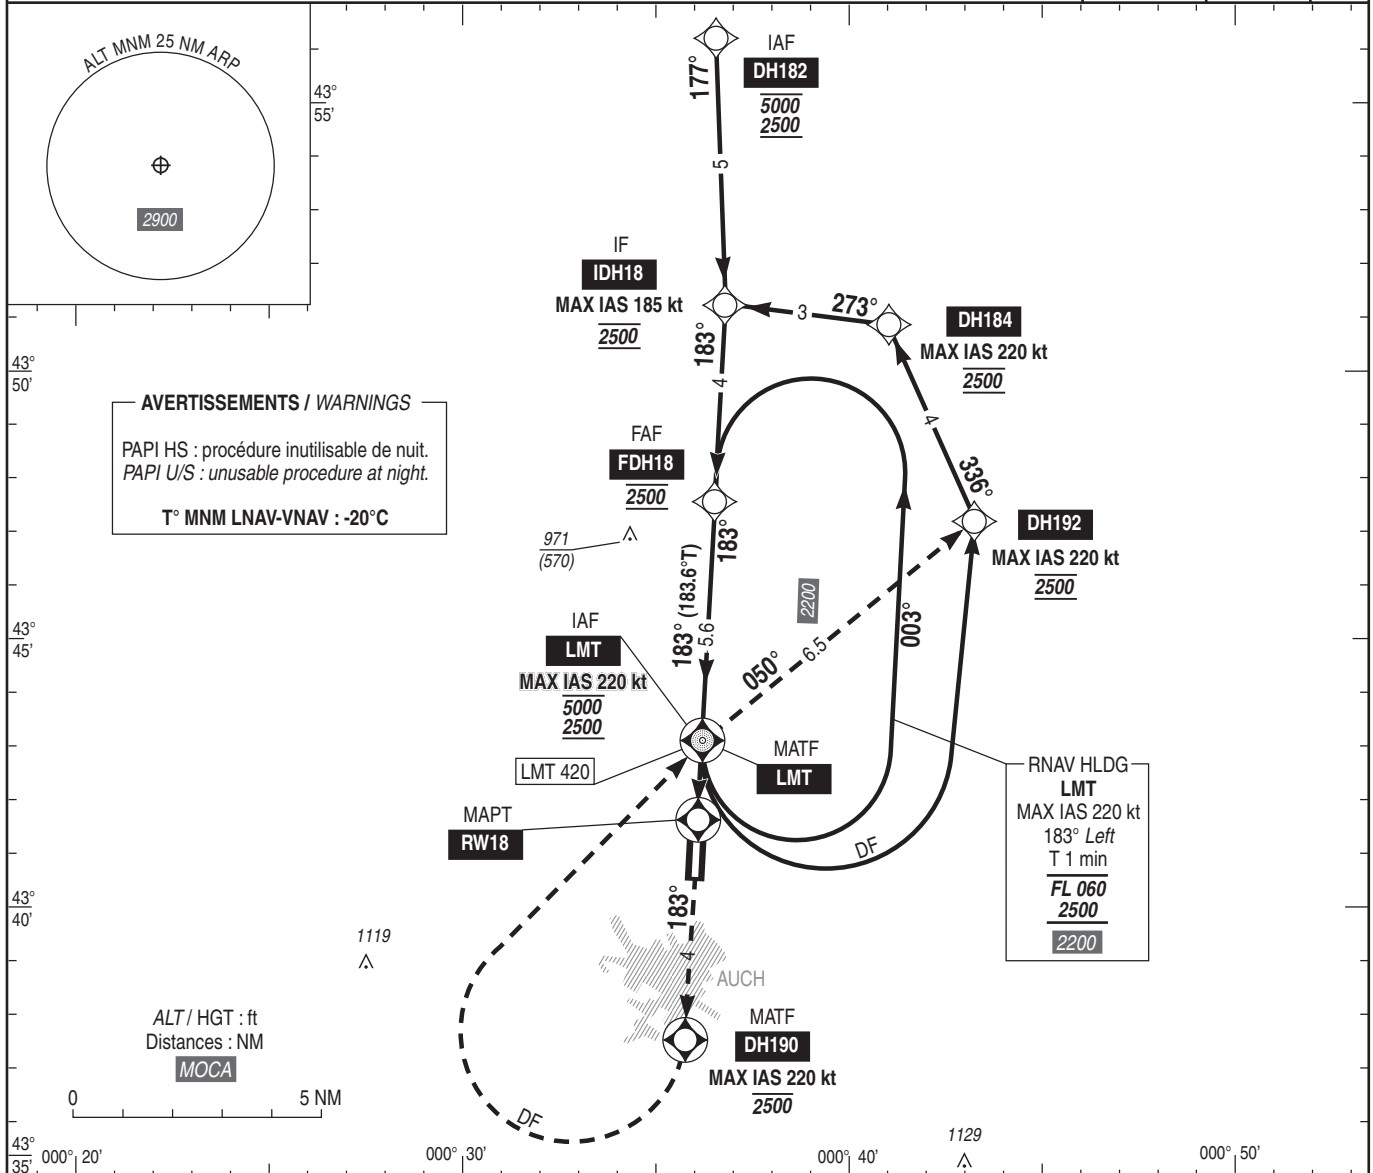 ALT MNM 25 NM ARP
2900
43°
55'
IAF
DH182
5000
2500
177°
5
IF
IDH18
MAX IAS 185 kt
2500
273°
3
DH184
MAX IAS 220 kt
2500
183°
4
43°
50'
AVERTISSEMENTS / WARNINGS
PAPI HS : procédure inutilisable de nuit.
PAPI U/S : unusable procedure at night.
T° MNM LNAV-VNAV : -20°C
FAF
FDH18
2500
4
336°
DH192
MAX IAS 220 kt
2500
971
(570)
183°
183° (183.6°T)
5.6
2200
003°
050°
6.5
43°
45'
IAF
LMT
MAX IAS 220 kt
5000
2500
LMT 420
MATF
LMT
RNAV HLDG
LMT
MAX IAS 220 kt
183° Left
T 1 min
FL 060
2500
2200
MAPT
RW18
DF
43°
40'
183°
4
1119
AUCH
MATF
DH190
MAX IAS 220 kt
2500
ALT / HGT : ft
Distances : NM
MOCA
0 5 NM
DF
1129
43°
35'
000° 20'
000° 30'
000° 40'
000° 50'